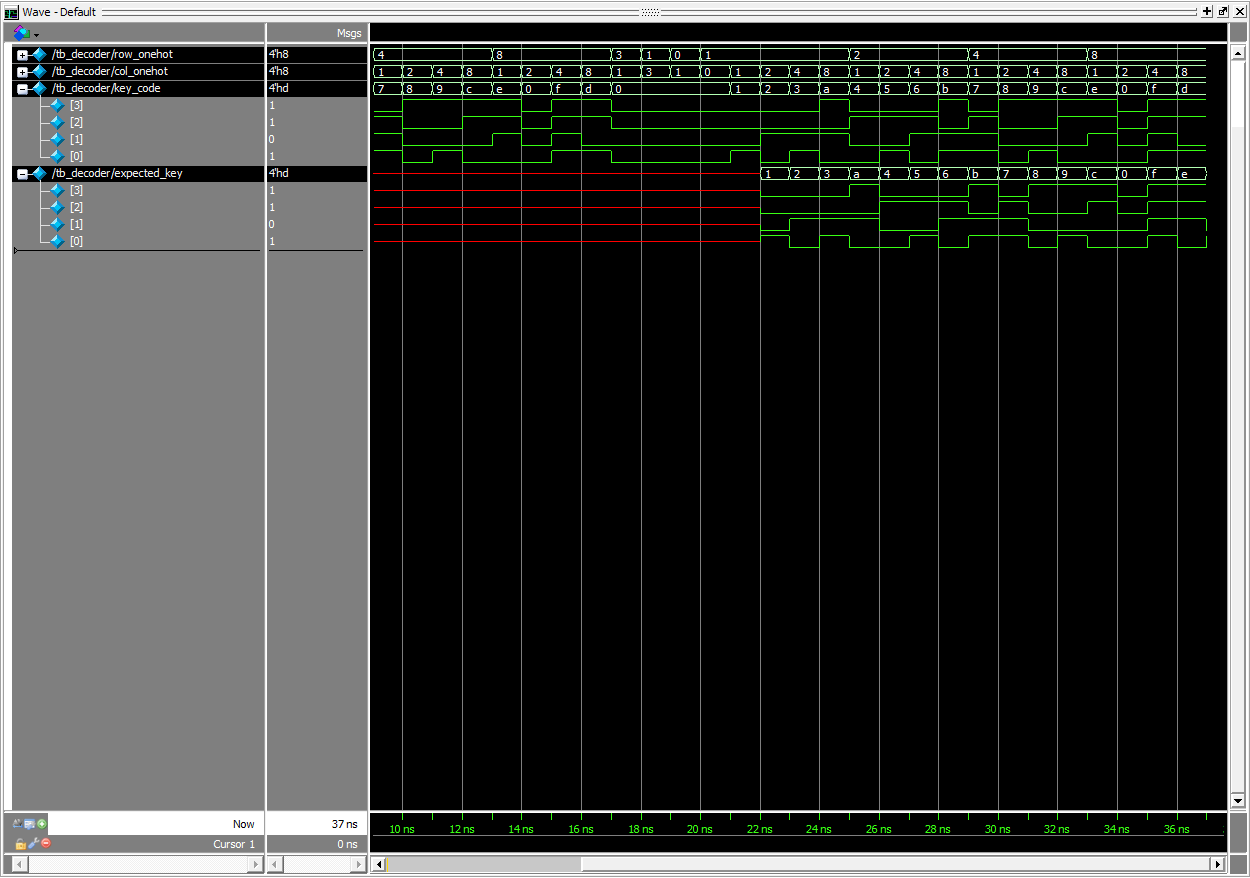 Wave - Default
Msgs
/tb_decoder/row_onehot 4'h8 4 8 3 1 0 1 2 4 8
/tb_decoder/col_onehot 4'h8 1 2 4 8 1 2 4 8 1 3 1 0 1 2 4 8 1 2 4 8 1 2 4 8 1 2 4 8
/tb_decoder/key_code 4'hd 7 8 9 c e 0 f d 0 1 2 3 a 4 5 6 b 7 8 9 c e 0 f d
[3] 1
[2] 1
[1] 0
[0] 1
/tb_decoder/expected_key 4'hd 1 2 3 a 4 5 6 b 7 8 9 c 0 f e
[3] 1
[2] 1
[1] 0
[0] 1
Now 37 ns
10 ns 12 ns 14 ns 16 ns 18 ns 20 ns 22 ns 24 ns 26 ns 28 ns 30 ns 32 ns 34 ns 36 ns
Cursor 1 0 ns